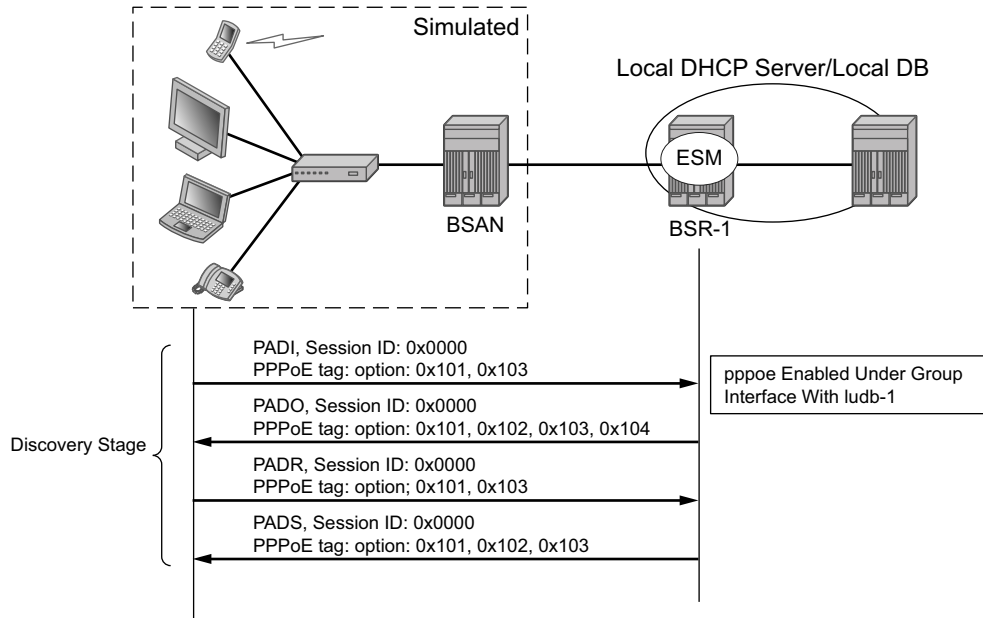 Simulated
Local DHCP Server/Local DB
ESM
BSAN
BSR-1
PADI, Session ID: 0x0000
PPPoE tag: option: 0x101, 0x103
pppoe Enabled Under Group
Interface With ludb-1
PADO, Session ID: 0x0000
PPPoE tag: option: 0x101, 0x102, 0x103, 0x104
Discovery Stage
PADR, Session ID: 0x0000
PPPoE tag: option; 0x101, 0x103
PADS, Session ID: 0x0000
PPPoE tag: option: 0x101, 0x102, 0x103